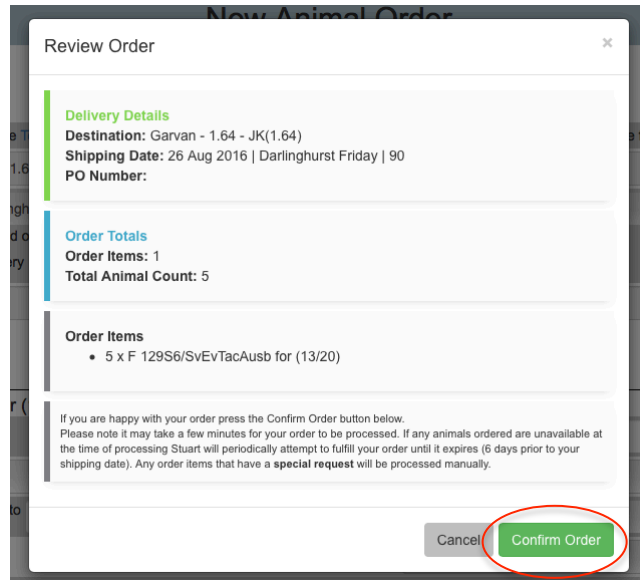 New Animal Order
Review Order
×
Delivery Details
Destination: Garvan - 1.64 - JK(1.64)
Shipping Date: 26 Aug 2016 | Darlinghurst Friday | 90
PO Number:
Order Totals
Order Items: 1
Total Animal Count: 5
Order Items
• 5 x F 129S6/SvEvTacAusb for (13/20)
If you are happy with your order press the Confirm Order button below.
Please note it may take a few minutes for your order to be processed. If any animals ordered are unavailable at
the time of processing Stuart will periodically attempt to fulfill your order until it expires (6 days prior to your
shipping date). Any order items that have a special request will be processed manually.
Cancel
Confirm Order